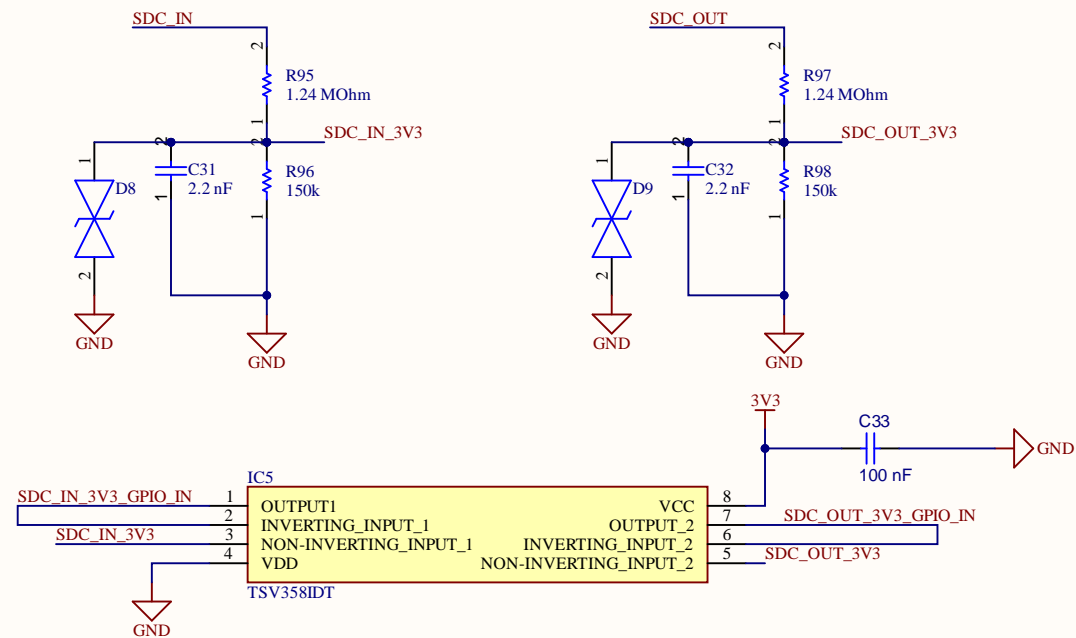 SDC_IN
SDC_OUT
2
2
R95
1.24 MOhm
R97
1.24 MOhm
1
1
2
2
SDC_IN_3V3
2
2
SDC_OUT_3V3
1
C31
2.2 nF
R96
150k
1
C32
2.2 nF
R98
150k
D8
1
1
D9
1
1
2
2
GND
GND
GND
GND
3V3
C33
100 nF
GND
IC5
SDC_IN_3V3_GPIO_IN
1
OUTPUT1
VCC
8
2
INVERTING_INPUT_1
OUTPUT_2
7
SDC_OUT_3V3_GPIO_IN
SDC_IN_3V3
3
NON-INVERTING_INPUT_1
INVERTING_INPUT_2
6
4
VDD
NON-INVERTING_INPUT_2
5
SDC_OUT_3V3
TSV358IDT
GND